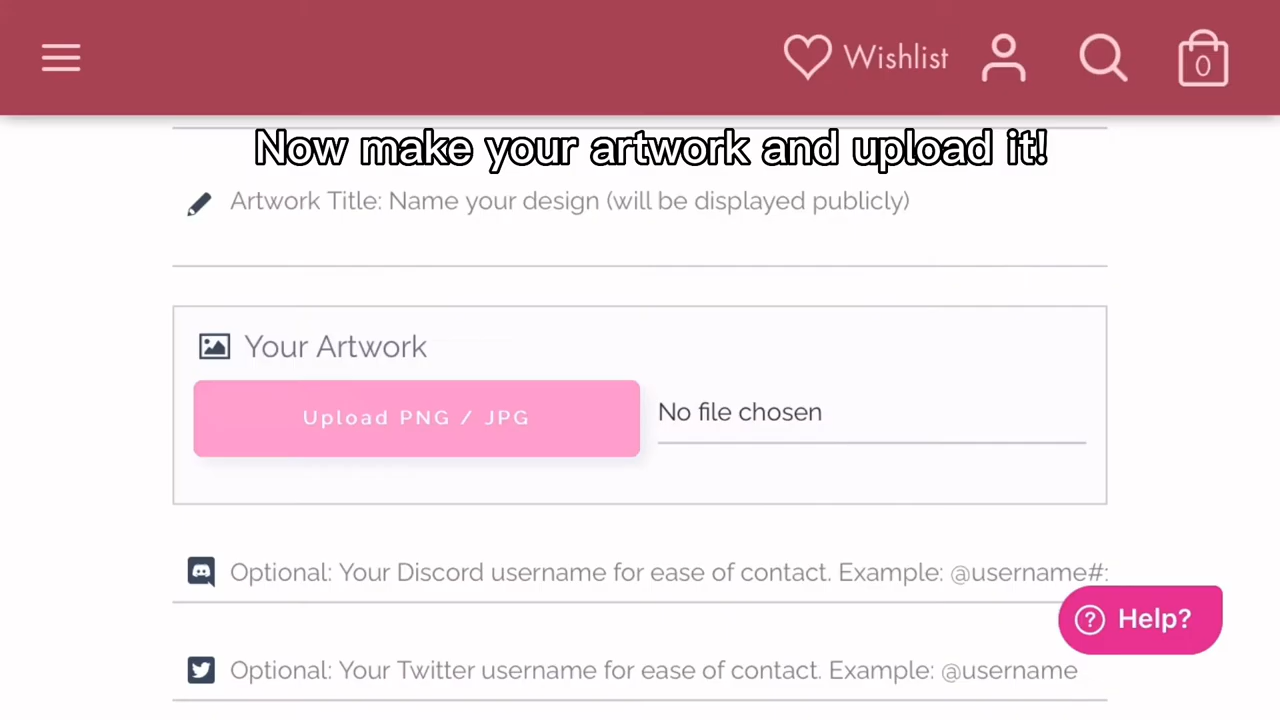 Wishlist
0
Now make your artwork and upload it!
Artwork Title: Name your design (will be displayed publicly)
Your Artwork
Upload PNG / JPG
No file chosen
Optional: Your Discord username for ease of contact. Example: @username#:
Help?
Optional: Your Twitter username for ease of contact. Example: @username